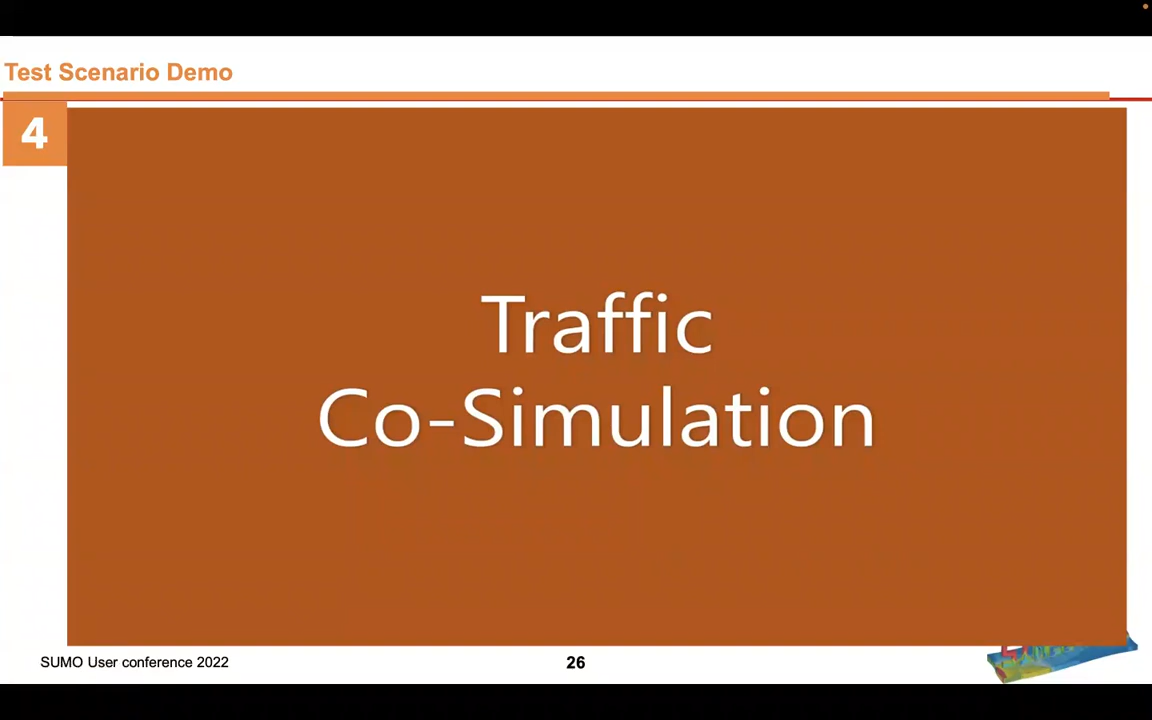 Test Scenario Demo
4
Traffic
Co-Simulation
SUMO User conference 2022
26